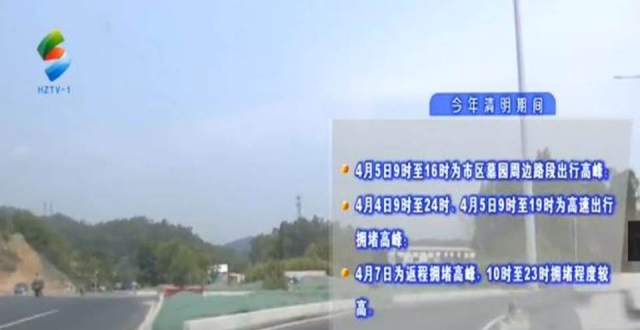 HZTV-1
今年清明期间
4月5日9时至16时为市区墓园周边路段出行高峰；
4月4日9时至24时、4月5日9时至19时为高速出行
拥堵高峰；
4月7日为返程拥堵高峰，10时至23时拥堵程度较
高。